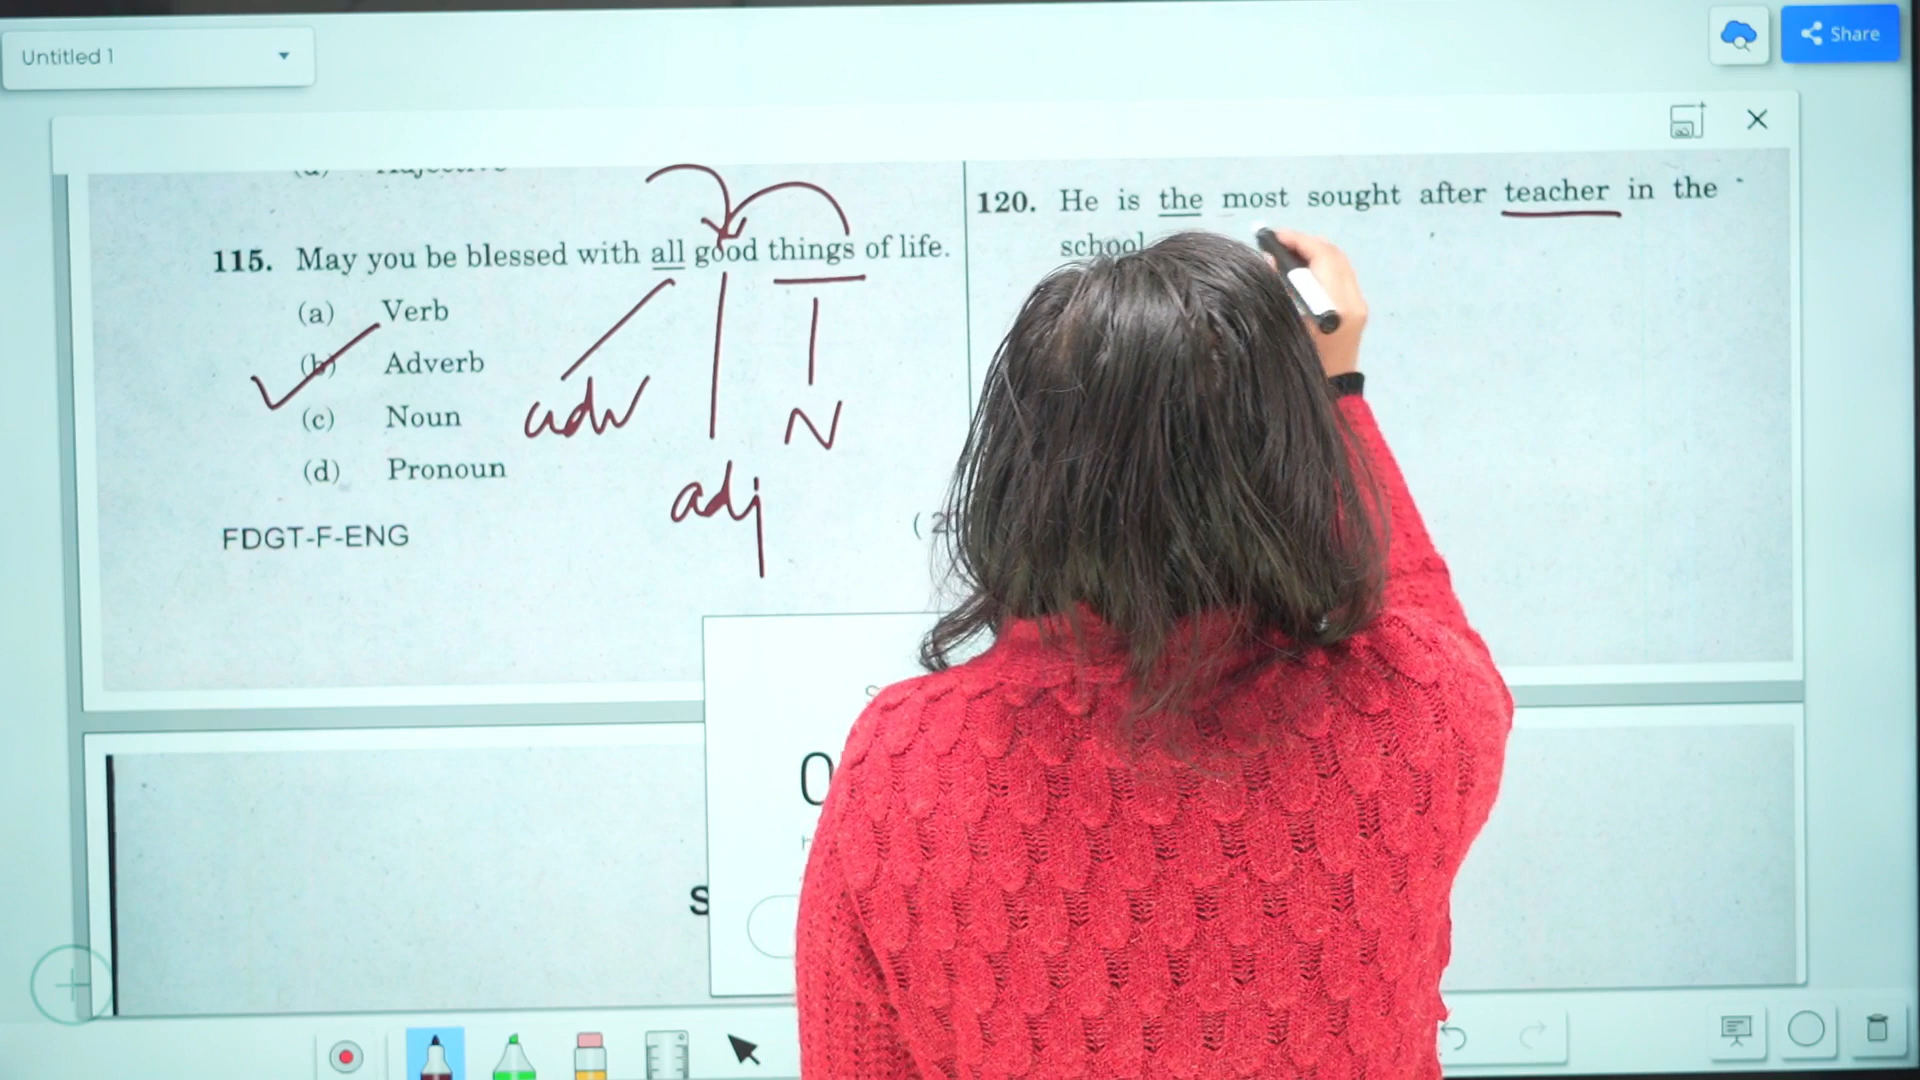 Untitled 1
Share
115. May you be blessed with all good things of life.
(a) Verb
(b) Adverb
(c) Noun
(d) Pronoun
adv
adj
N
FDGT-F-ENG
120. He is the most sought after teacher in the
school